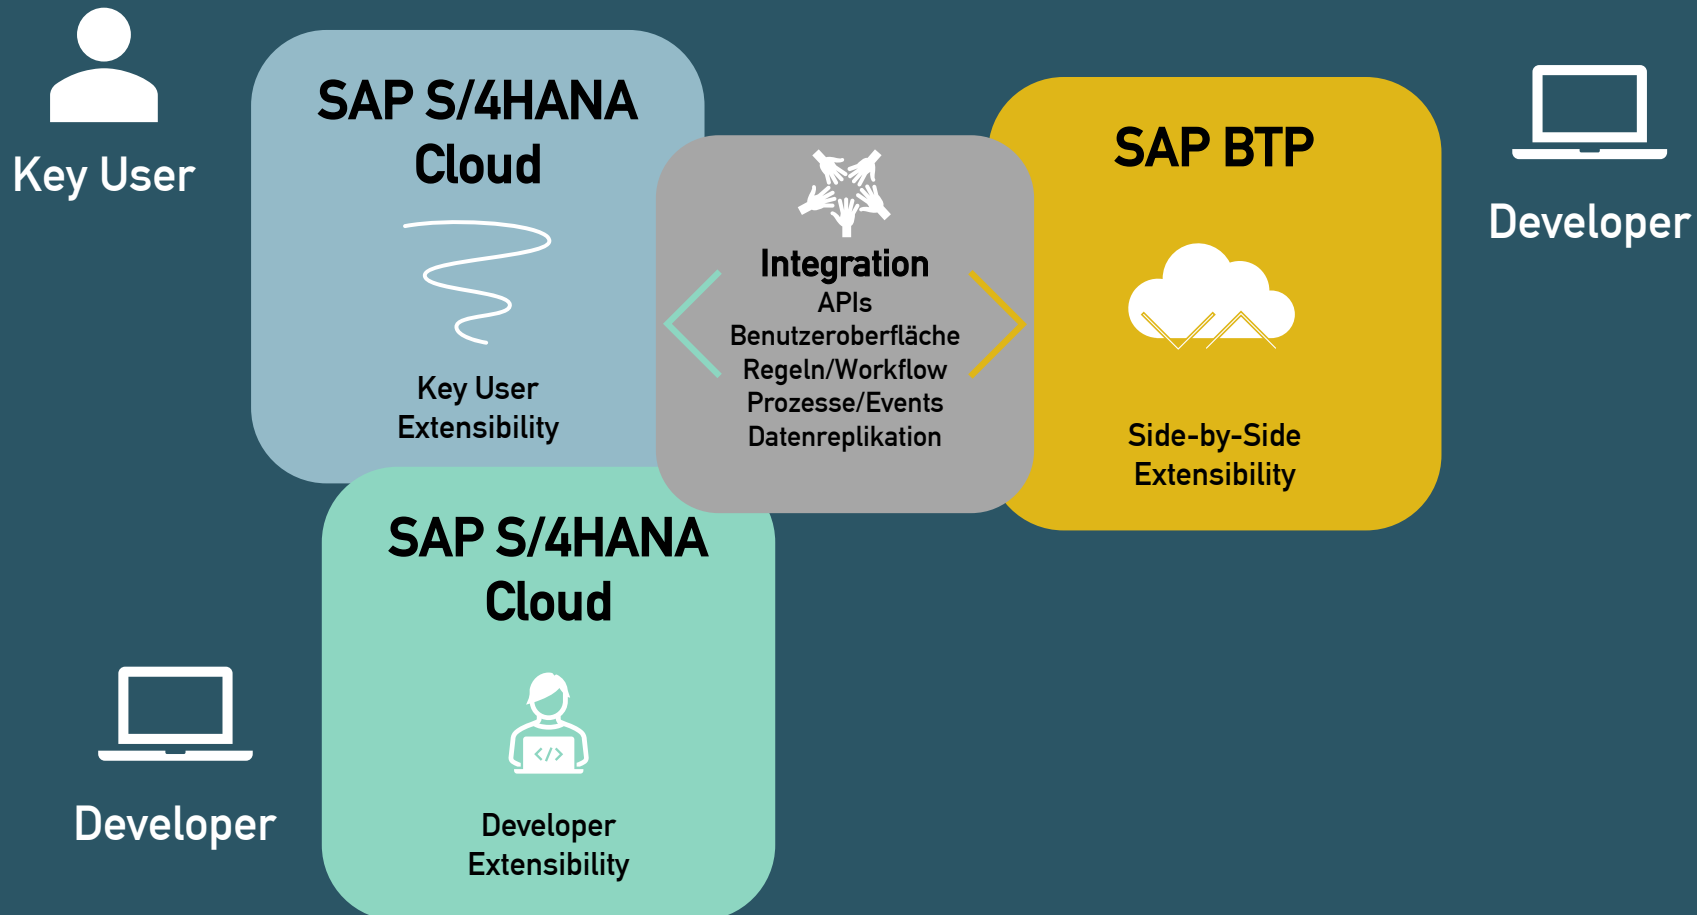 Key User
SAP S/4HANA
Cloud
Key User
Extensibility
Integration
APIs
Benutzeroberfläche
Regeln/Workflow
Prozesse/Events
Datenreplikation
SAP BTP
Side-by-Side
Extensibility
Developer
SAP S/4HANA
Cloud
</>
Developer
Extensibility
Developer